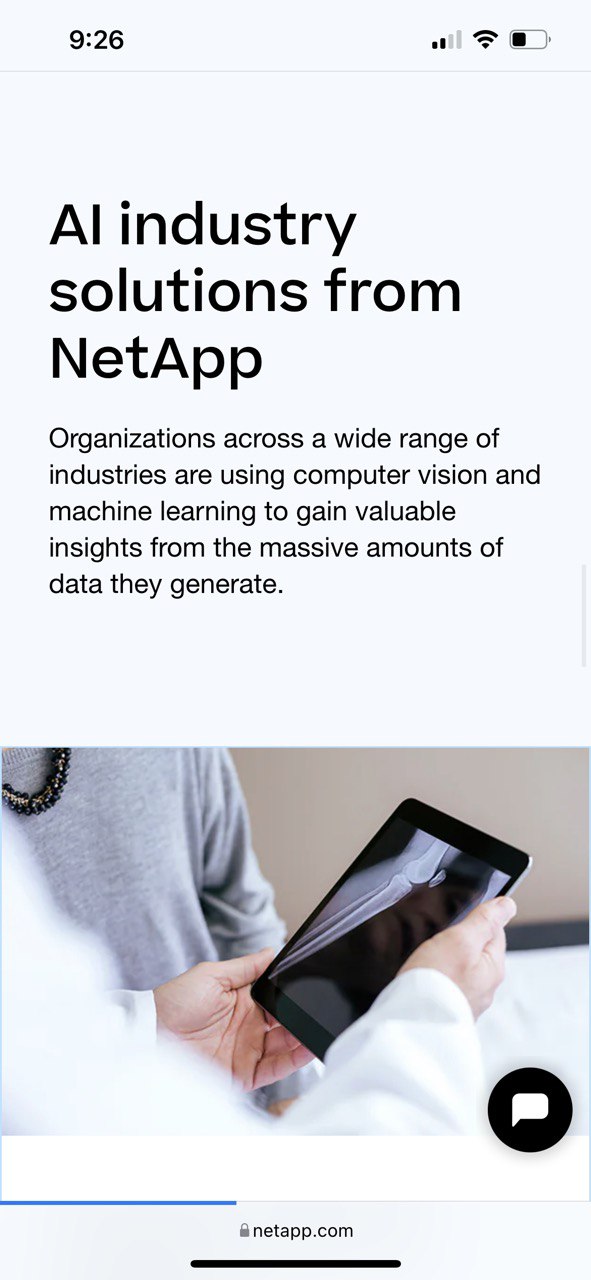 9:26
AI industry
solutions from
NetApp
Organizations across a wide range of
industries are using computer vision and
machine learning to gain valuable
insights from the massive amounts of
data they generate.
netapp.com